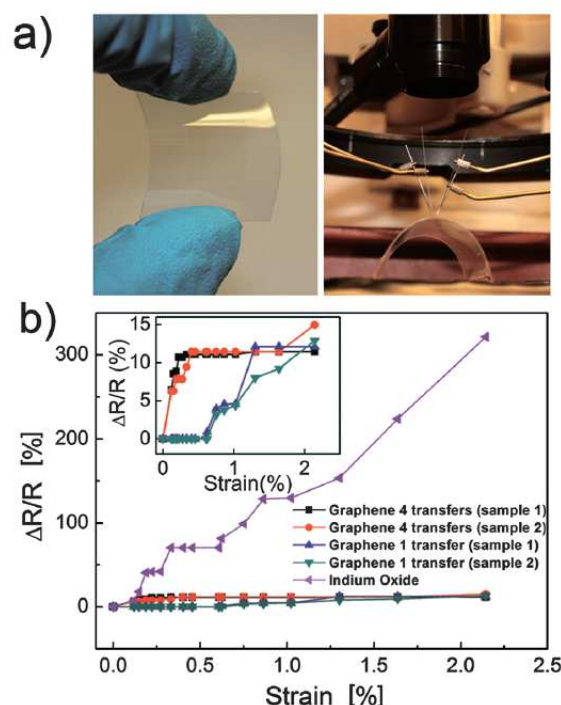 a)
b)
ΔR/R [%]
300
200
100
0
0.0 0.5 1.0 1.5 2.0 2.5
Strain [%]
ΔR/R (%)
15
10
5
0
0 1 2
Strain(%)
Graphene 4 transfers (sample 1)
Graphene 4 transfers (sample 2)
Graphene 1 transfer (sample 1)
Graphene 1 transfer (sample 2)
Indium Oxide